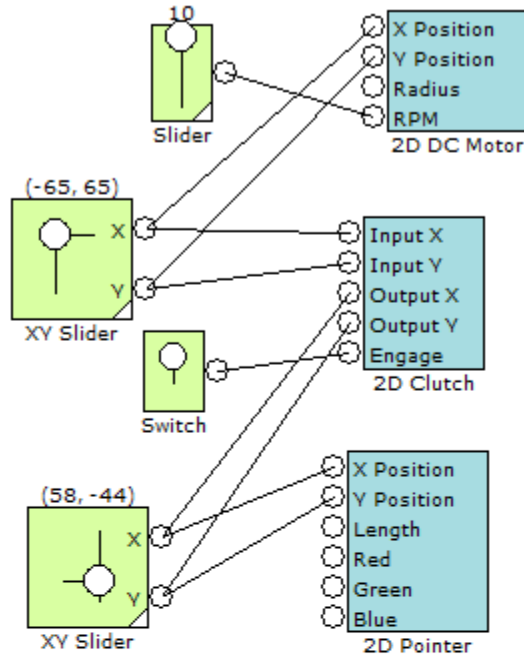 10
Slider
X Position
Y Position
Radius
RPM
2D DC Motor
(-65, 65)
X
Y
XY Slider
Input X
Input Y
Output X
Output Y
Engage
2D Clutch
Switch
(58, -44)
X
Y
XY Slider
X Position
Y Position
Length
Red
Green
Blue
2D Pointer